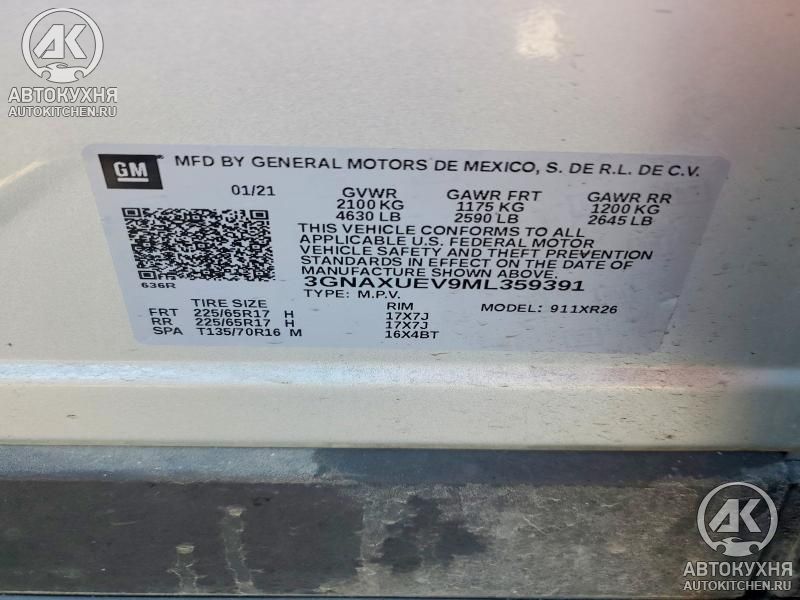 AK
АВТОКУХНЯ
AUTOKITCHEN.RU
GM
MFD BY GENERAL MOTORS DE MEXICO, S. DE R.L. DE C.V.
01/21 GVWR GAWR FRT GAWR RR
2100 KG 1175 KG 1200 KG
4630 LB 2590 LB 2645 LB
THIS VEHICLE CONFORMS TO ALL
APPLICABLE U.S. FEDERAL MOTOR
VEHICLE SAFETY AND THEFT PREVENTION
STANDARDS IN EFFECT ON THE DATE
OF MANUFACTURE SHOWN ABOVE.
636R
3GNAXUEV9ML359391
TYPE: M.P.V.
TIRE SIZE RIM MODEL: 911XR26
FRT 225/65R17 H 17X7J
RR 225/65R17 H 17X7J
SPA T135/70R16 M 16X4BT
AK
АВТОКУХНЯ
AUTOKITCHEN.RU